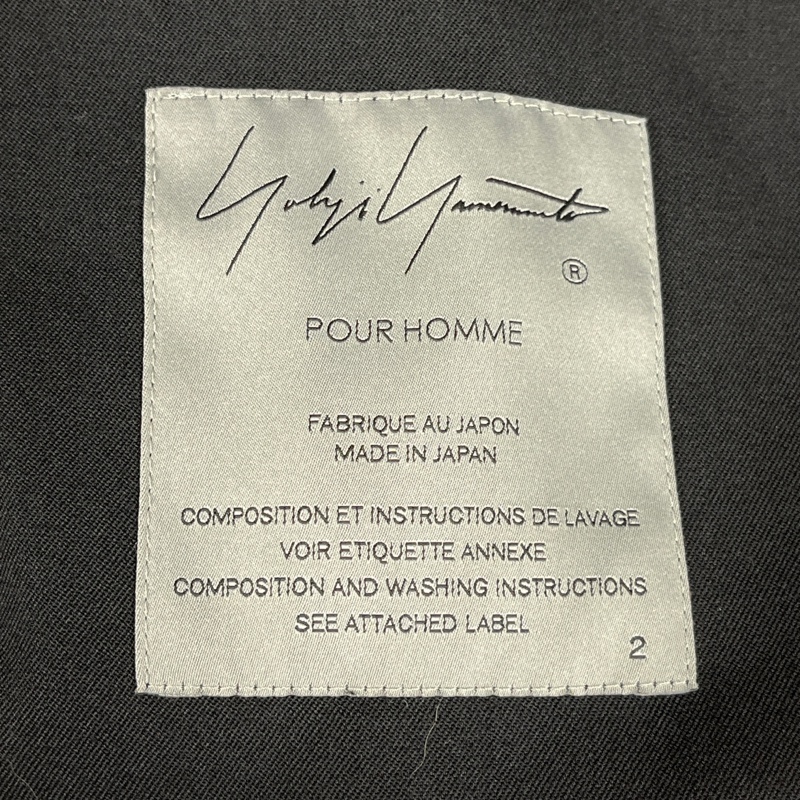 Yohji Yamamoto
®
POUR HOMME
FABRIQUE AU JAPON
MADE IN JAPAN
COMPOSITION ET INSTRUCTIONS DE LAVAGE
VOIR ETIQUETTE ANNEXE
COMPOSITION AND WASHING INSTRUCTIONS
SEE ATTACHED LABEL
2